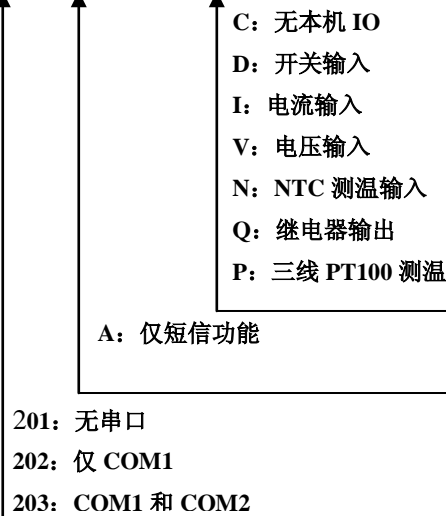 C：无本机 IO
D：开关输入
I：电流输入
V：电压输入
N：NTC 测温输入
Q：继电器输出
P：三线 PT100 测温
A：仅短信功能
201：无串口
202：仅 COM1
203：COM1 和 COM2